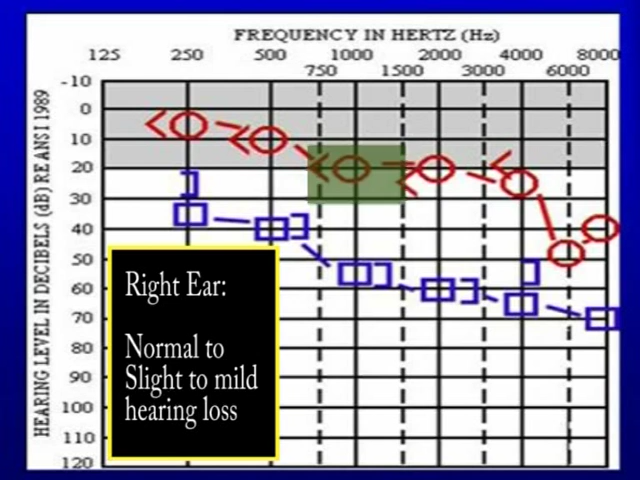 FREQUENCY IN HERTZ (Hz)
125 250 500 1000 2000 4000 8000
750 1500 3000 6000
HEARING LEVEL IN DECIBELS (dB) RE ANSI 1989
-10
0
10
20
30
40
50
60
70
80
90
100
110
120
Right Ear:
Normal to
Slight to mild
hearing loss